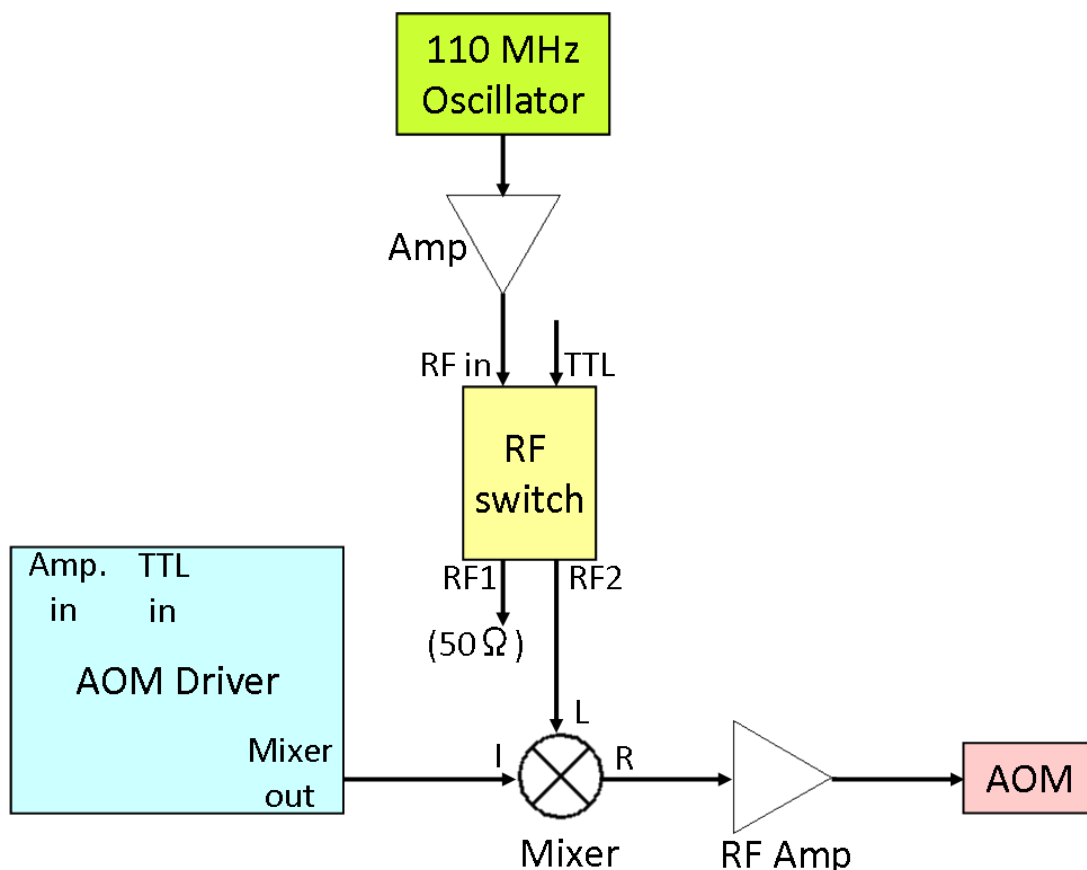 110 MHz
Oscillator
Amp
RF in
TTL
RF
switch
RF1
RF2
(50 Ω)
Amp.
in
TTL
in
AOM Driver
Mixer
out
I
L
R
Mixer
RF Amp
AOM